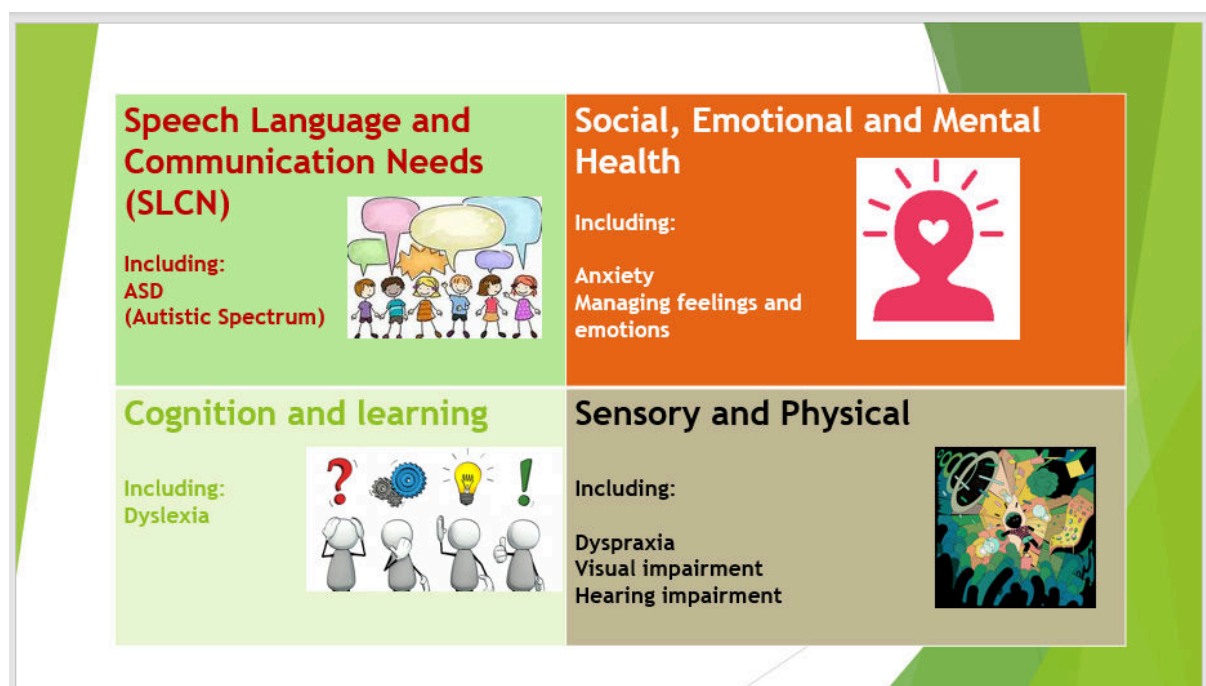 Speech Language and
Communication Needs
(SLCN)
Including:
ASD
(Autistic Spectrum)
Social, Emotional and Mental
Health
Including:
Anxiety
Managing feelings and
emotions
Cognition and learning
Including:
Dyslexia
Sensory and Physical
Including:
Dyspraxia
Visual impairment
Hearing impairment